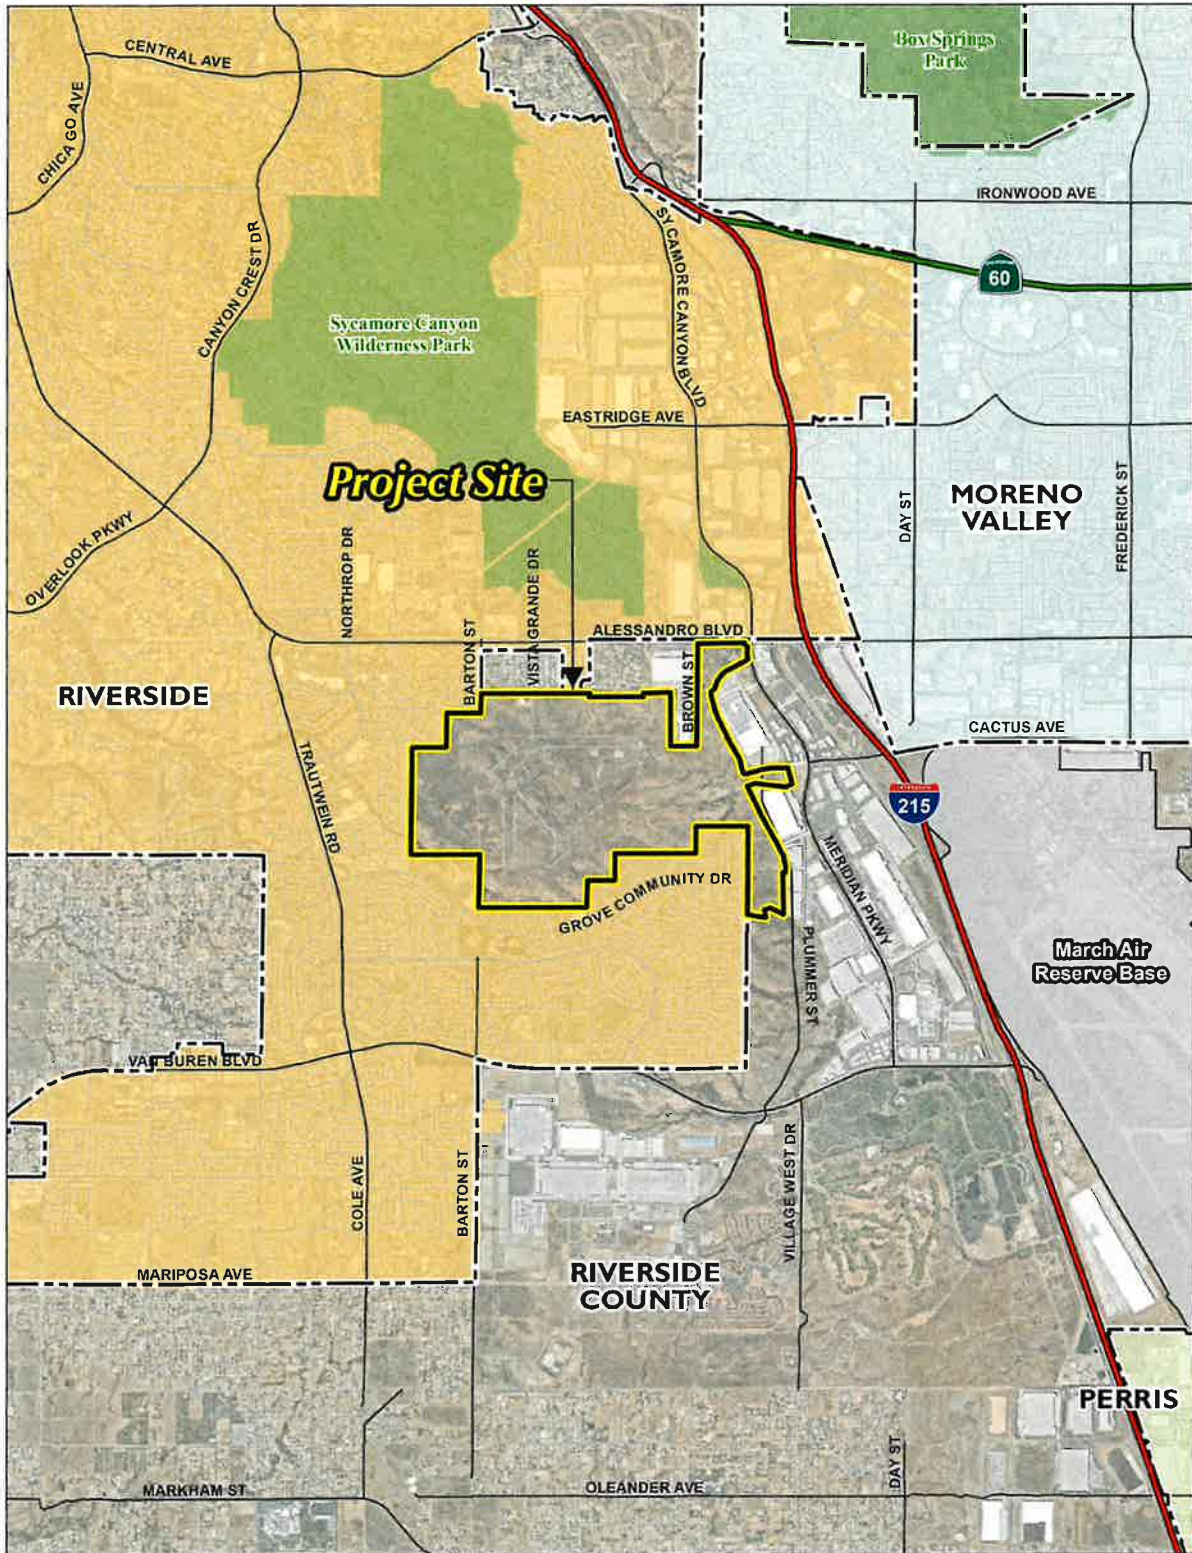 CENTRAL AVE
Box Springs
Park
CHICAGO AVE
IRONWOOD AVE
SYCAMORE CANYON BLVD
CANYON CREST DR
60
Sycamore Canyon
Wilderness Park
EASTRIDGE AVE
Project Site
MORENO
VALLEY
DAY ST
FREDERICK ST
OVERLOOK PKWY
NORTHROP DR
VISTA GRANDE DR
ALESSANDRO BLVD
BARTON ST
BROWN ST
RIVERSIDE
CACTUS AVE
TRAUTWEIN RD
INTERSTATE
215
MERIDIAN PKWY
GROVE COMMUNITY DR
PLUMMER ST
March Air
Reserve Base
VAN BUREN BLVD
COLE AVE
BARTON ST
VILLAGE WEST DR
MARIPOSA AVE
RIVERSIDE
COUNTY
PERRIS
DAY ST
MARKHAM ST
OLEANDER AVE